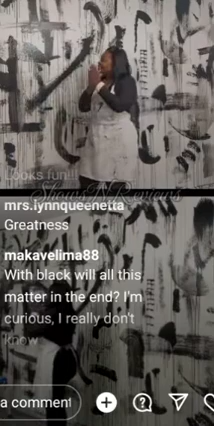 Looks fun!!
ShowsNReviews
mrs.lynnqueenetta
Greatness
makavelima88
With black will all this
matter in the end? I'm
curious, I really don't
know
a comment